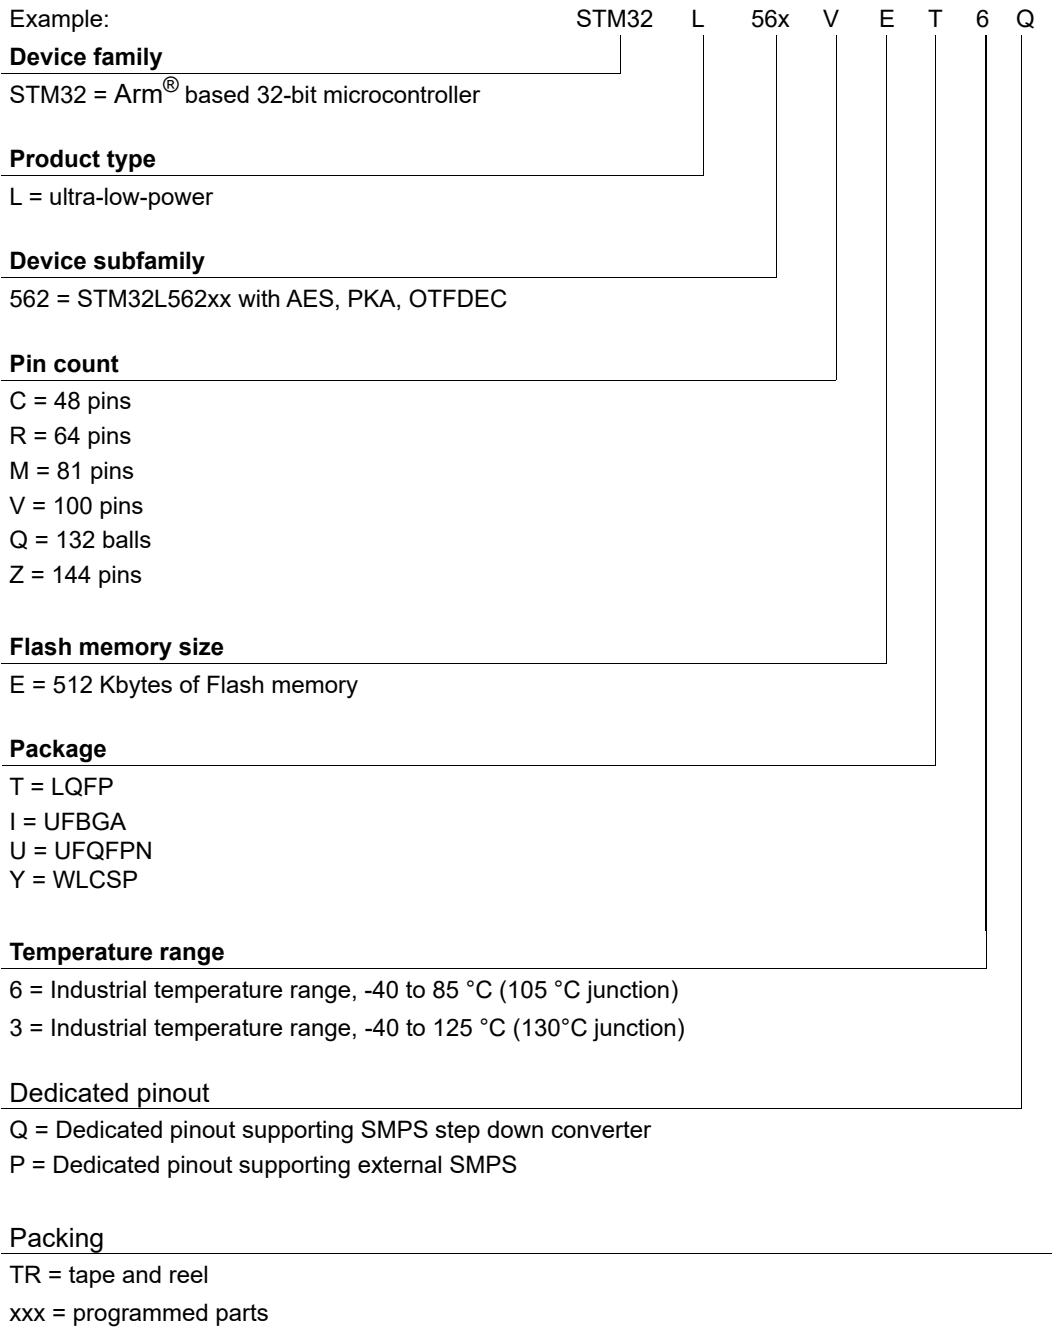 Example: STM32 L 56x V E T 6 Q
Device family
STM32 = Arm® based 32-bit microcontroller
Product type
L = ultra-low-power
Device subfamily
562 = STM32L562xx with AES, PKA, OTFDEC
Pin count
C = 48 pins
R = 64 pins
M = 81 pins
V = 100 pins
Q = 132 balls
Z = 144 pins
Flash memory size
E = 512 Kbytes of Flash memory
Package
T = LQFP
I = UFBGA
U = UFQFPN
Y = WLCSP
Temperature range
6 = Industrial temperature range, -40 to 85 °C (105 °C junction)
3 = Industrial temperature range, -40 to 125 °C (130°C junction)
Dedicated pinout
Q = Dedicated pinout supporting SMPS step down converter
P = Dedicated pinout supporting external SMPS
Packing
TR = tape and reel
xxx = programmed parts